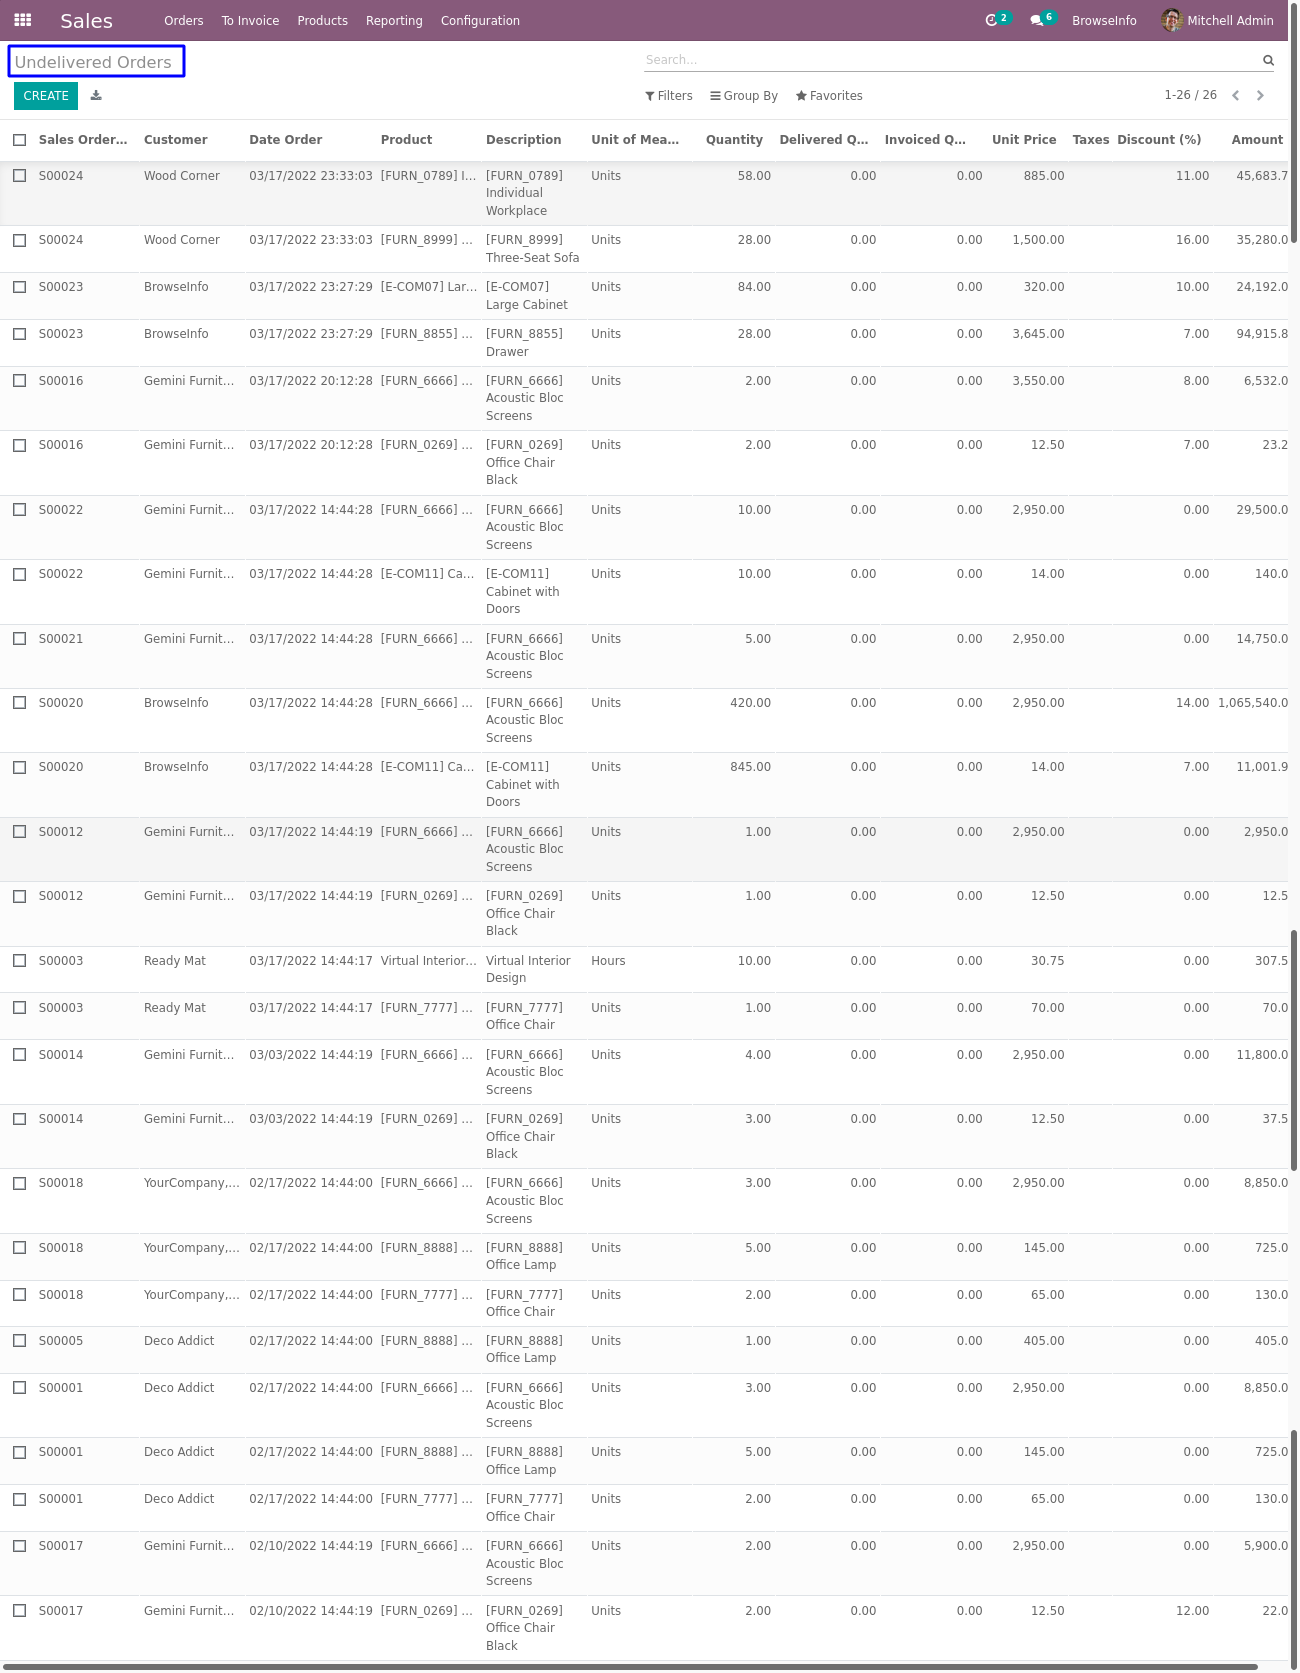 Sales Orders To Invoice Products Reporting Configuration 2 6 BrowseInfo Mitchell Admin
Undelivered Orders Search...
CREATE Filters Group By Favorites 1-26 / 26
Sales Order... Customer Date Order Product Description Unit of Mea... Quantity Delivered Q... Invoiced Q... Unit Price Taxes Discount (%) Amount
S00024 Wood Corner 03/17/2022 23:33:03 [FURN_0789] I... [FURN_0789] Units 58.00 0.00 0.00 885.00 11.00 45,683.7
Individual
Workplace
S00024 Wood Corner 03/17/2022 23:33:03 [FURN_8999] ... [FURN_8999] Units 28.00 0.00 0.00 1,500.00 16.00 35,280.0
Three-Seat Sofa
S00023 BrowseInfo 03/17/2022 23:27:29 [E-COM07] Lar... [E-COM07] Units 84.00 0.00 0.00 320.00 10.00 24,192.0
Large Cabinet
S00023 BrowseInfo 03/17/2022 23:27:29 [FURN_8855] ... [FURN_8855] Units 28.00 0.00 0.00 3,645.00 7.00 94,915.8
Drawer
S00016 Gemini Furnit... 03/17/2022 20:12:28 [FURN_6666] ... [FURN_6666] Units 2.00 0.00 0.00 3,550.00 8.00 6,532.0
Acoustic Bloc
Screens
S00016 Gemini Furnit... 03/17/2022 20:12:28 [FURN_0269] ... [FURN_0269] Units 2.00 0.00 0.00 12.50 7.00 23.2
Office Chair
Black
S00022 Gemini Furnit... 03/17/2022 14:44:28 [FURN_6666] ... [FURN_6666] Units 10.00 0.00 0.00 2,950.00 0.00 29,500.0
Acoustic Bloc
Screens
S00022 Gemini Furnit... 03/17/2022 14:44:28 [E-COM11] Ca... [E-COM11] Units 10.00 0.00 0.00 14.00 0.00 140.0
Cabinet with
Doors
S00021 Gemini Furnit... 03/17/2022 14:44:28 [FURN_6666] ... [FURN_6666] Units 5.00 0.00 0.00 2,950.00 0.00 14,750.0
Acoustic Bloc
Screens
S00020 BrowseInfo 03/17/2022 14:44:28 [FURN_6666] ... [FURN_6666] Units 420.00 0.00 0.00 2,950.00 14.00 1,065,540.0
Acoustic Bloc
Screens
S00020 BrowseInfo 03/17/2022 14:44:28 [E-COM11] Ca... [E-COM11] Units 845.00 0.00 0.00 14.00 7.00 11,001.9
Cabinet with
Doors
S00012 Gemini Furnit... 03/17/2022 14:44:19 [FURN_6666] ... [FURN_6666] Units 1.00 0.00 0.00 2,950.00 0.00 2,950.0
Acoustic Bloc
Screens
S00012 Gemini Furnit... 03/17/2022 14:44:19 [FURN_0269] ... [FURN_0269] Units 1.00 0.00 0.00 12.50 0.00 12.5
Office Chair
Black
S00003 Ready Mat 03/17/2022 14:44:17 Virtual Interior... Virtual Interior Hours 10.00 0.00 0.00 30.75 0.00 307.5
Design
S00003 Ready Mat 03/17/2022 14:44:17 [FURN_7777] ... [FURN_7777] Units 1.00 0.00 0.00 70.00 0.00 70.0
Office Chair
S00014 Gemini Furnit... 03/03/2022 14:44:19 [FURN_6666] ... [FURN_6666] Units 4.00 0.00 0.00 2,950.00 0.00 11,800.0
Acoustic Bloc
Screens
S00014 Gemini Furnit... 03/03/2022 14:44:19 [FURN_0269] ... [FURN_0269] Units 3.00 0.00 0.00 12.50 0.00 37.5
Office Chair
Black
S00018 YourCompany,... 02/17/2022 14:44:00 [FURN_6666] ... [FURN_6666] Units 3.00 0.00 0.00 2,950.00 0.00 8,850.0
Acoustic Bloc
Screens
S00018 YourCompany,... 02/17/2022 14:44:00 [FURN_8888] ... [FURN_8888] Units 5.00 0.00 0.00 145.00 0.00 725.0
Office Lamp
S00018 YourCompany,... 02/17/2022 14:44:00 [FURN_7777] ... [FURN_7777] Units 2.00 0.00 0.00 65.00 0.00 130.0
Office Chair
S00005 Deco Addict 02/17/2022 14:44:00 [FURN_8888] ... [FURN_8888] Units 1.00 0.00 0.00 405.00 0.00 405.0
Office Lamp
S00001 Deco Addict 02/17/2022 14:44:00 [FURN_6666] ... [FURN_6666] Units 3.00 0.00 0.00 2,950.00 0.00 8,850.0
Acoustic Bloc
Screens
S00001 Deco Addict 02/17/2022 14:44:00 [FURN_8888] ... [FURN_8888] Units 5.00 0.00 0.00 145.00 0.00 725.0
Office Lamp
S00001 Deco Addict 02/17/2022 14:44:00 [FURN_7777] ... [FURN_7777] Units 2.00 0.00 0.00 65.00 0.00 130.0
Office Chair
S00017 Gemini Furnit... 02/10/2022 14:44:19 [FURN_6666] ... [FURN_6666] Units 2.00 0.00 0.00 2,950.00 0.00 5,900.0
Acoustic Bloc
Screens
S00017 Gemini Furnit... 02/10/2022 14:44:19 [FURN_0269] ... [FURN_0269] Units 2.00 0.00 0.00 12.50 12.00 22.0
Office Chair
Black